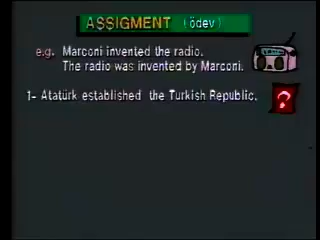 ASSIGMENT (ödev)
e.g. Marconi invented the radio.
The radio was invented by Marconi.
1- Atatürk established the Turkish Republic. ?